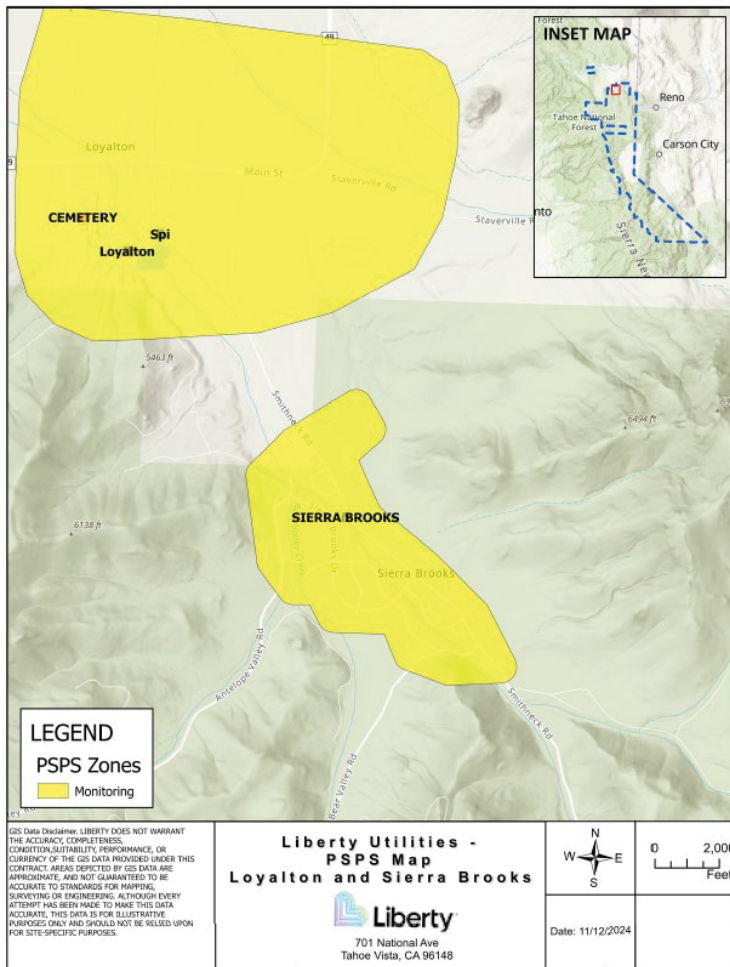 49
Loyalton
9
Main St
Staverville Rd
CEMETERY
Spi
Loyalton
Staverville R
5463 ft
Smithneck Rd
6494 ft
69
6138 ft
SIERRA BROOKS
Brooks Dr
Sierra Brooks
Antelope Valley Rd
Smithneck Rd
Bear Valley Rd
ey Rd
INSET MAP
Forest
Reno
Tahoe National
Forest
Carson City
nto
Sierra Nev
LEGEND
PSPS Zones
Monitoring
GIS Data Disclaimer. LIBERTY DOES NOT WARRANT
THE ACCURACY, COMPLETENESS,
CONDITION,SUITABILITY, PERFORMANCE, OR
CURRENCY OF THE GIS DATA PROVIDED UNDER THIS
CONTRACT. AREAS DEPICTED BY GIS DATA ARE
APPROXIMATE, AND NOT GUARANTEED TO BE
ACCURATE TO STANDARDS FOR MAPPING,
SURVEYING OR ENGINEERING. ALTHOUGH EVERY
ATTEMPT HAS BEEN MADE TO MAKE THIS DATA
ACCURATE, THIS DATA IS FOR ILLUSTRATIVE
PURPOSES ONLY AND SHOULD NOT BE RELIED UPON
FOR SITE-SPECIFIC PURPOSES.
Liberty Utilities -
PSPS Map
Loyalton and Sierra Brooks
Liberty
701 National Ave
Tahoe Vista, CA 96148
N
W E
S
0 2,000
Feet
Date: 11/12/2024